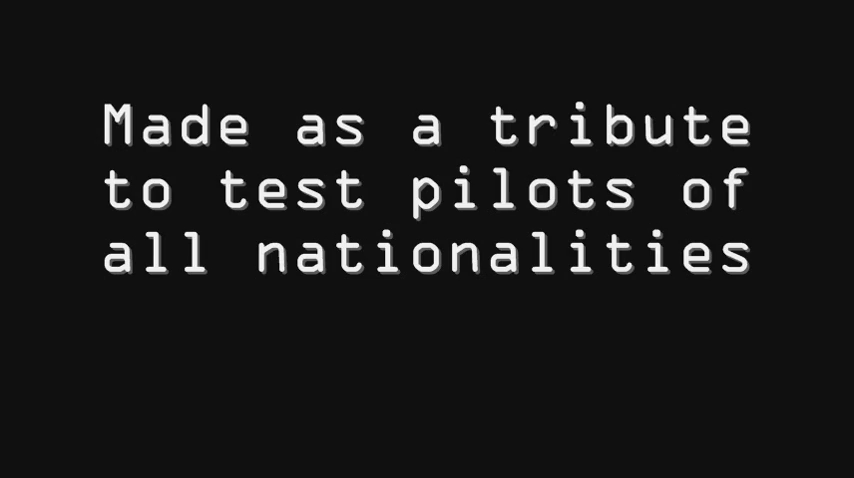 Made as a tribute
to test pilots of
all nationalities